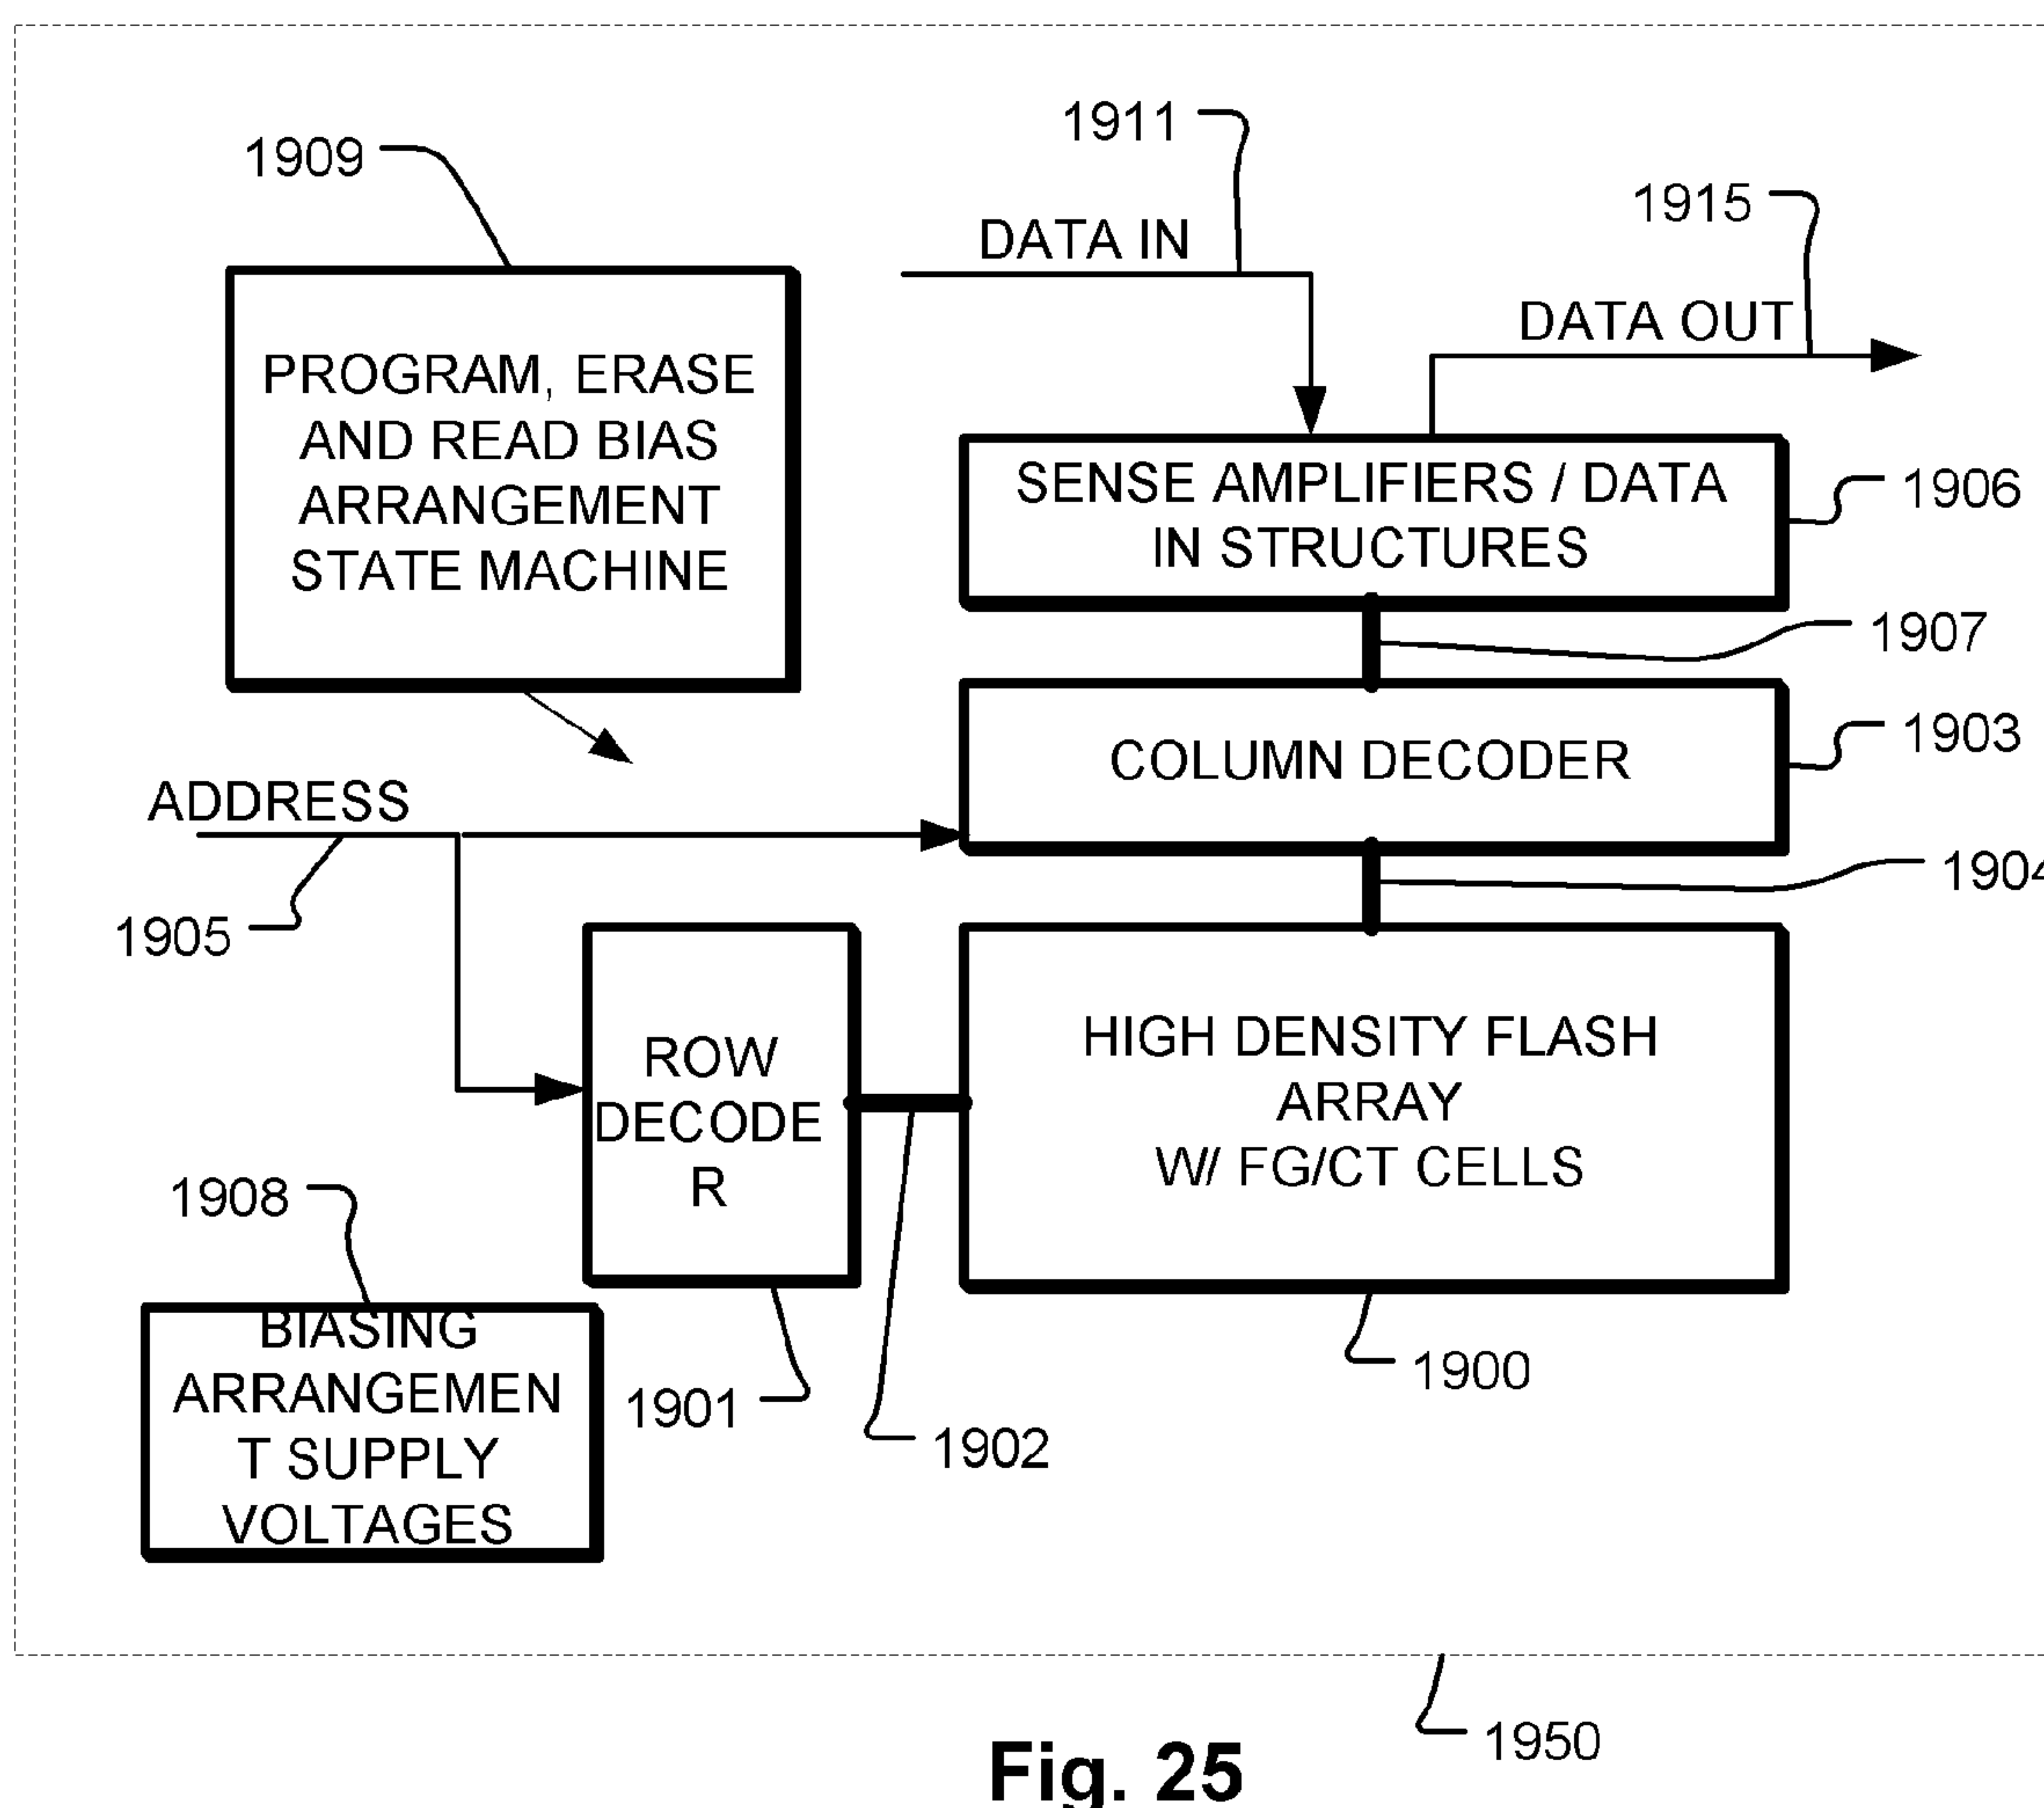 1911
1909
1915
DATA IN
DATA OUT
PROGRAM, ERASE
AND READ BIAS
ARRANGEMENT
STATE MACHINE
SENSE AMPLIFIERS / DATA
IN STRUCTURES
1906
1907
COLUMN DECODER
1903
ADDRESS
1904
1905
ROW
DECODE
R
HIGH DENSITY FLASH
ARRAY
W/ FG/CT CELLS
1908
BIASING
ARRANGEMEN
T SUPPLY
VOLTAGES
1901
1902
1900
1950
Fig. 25